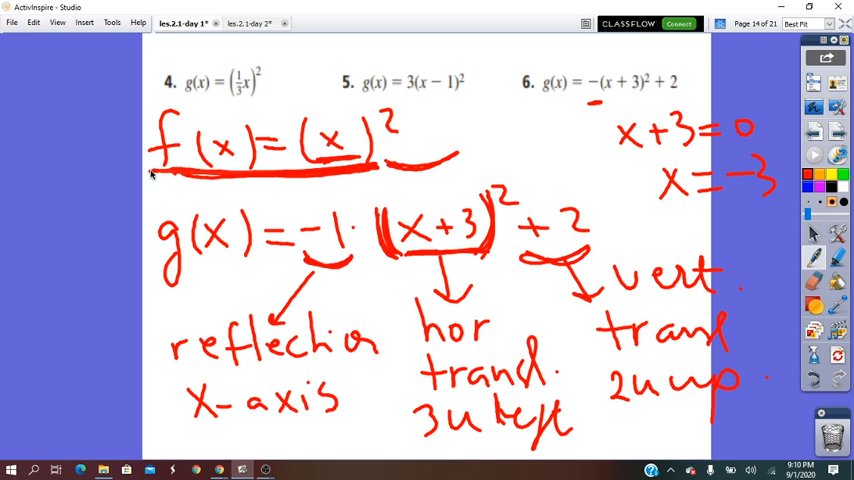 ActivInspire - Studio
File Edit View Insert Tools Help
les.2.1-day 1*
les.2.1-day 2*
CLASSFLOW Connect
Page 14 of 21
Best Fit
4. g(x) = (1/3 x)²
5. g(x) = 3(x − 1)²
6. g(x) = −(x + 3)² + 2
f(x) = (x)²
x+3=0
x=-3
g(x) = -1 · (x+3)² + 2
reflection
x-axis
hor
transl.
3u left
vert.
transl
2u up.
9:10 PM
9/1/2020